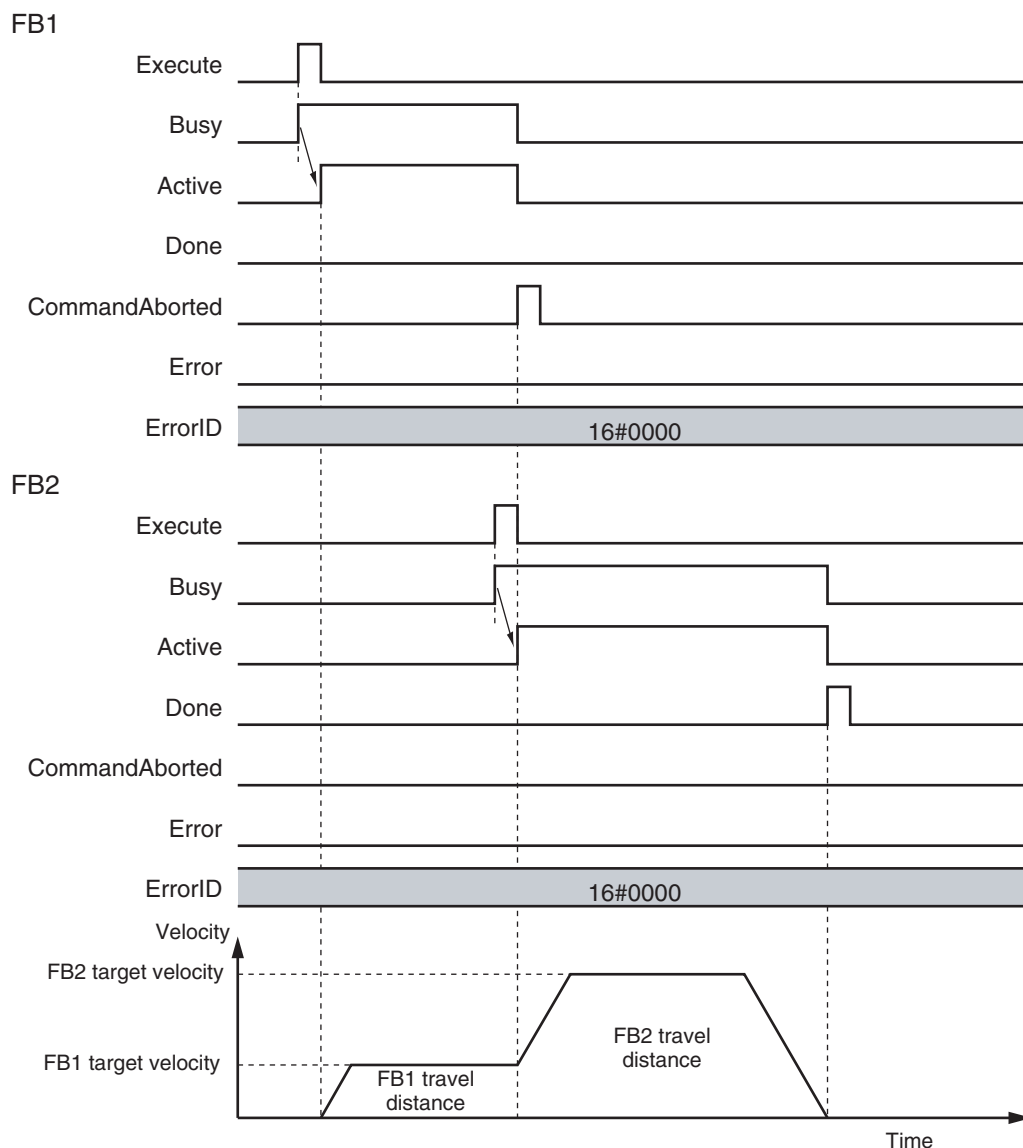 FB1
Execute
Busy
Active
Done
CommandAborted
Error
ErrorID
16#0000
FB2
Execute
Busy
Active
Done
CommandAborted
Error
ErrorID
16#0000
Velocity
FB2 target velocity
FB1 target velocity
FB1 travel
distance
FB2 travel
distance
Time